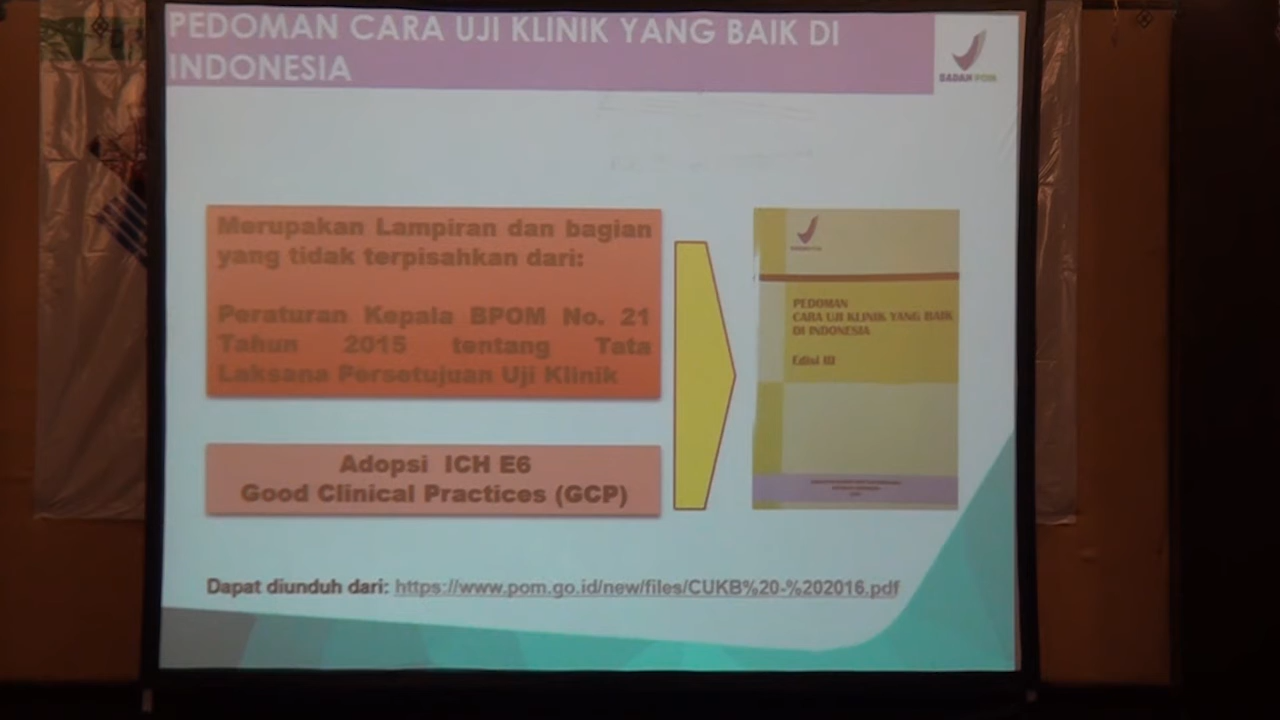 PEDOMAN CARA UJI KLINIK YANG BAIK DI
INDONESIA
BADAN POM
Merupakan Lampiran dan bagian
yang tidak terpisahkan dari:
Peraturan Kepala BPOM No. 21
Tahun 2015 tentang Tata
Laksana Persetujuan Uji Klinik
Adopsi ICH E6
Good Clinical Practices (GCP)
PEDOMAN
CARA UJI KLINIK YANG BAIK
DI INDONESIA
Edisi III
Dapat diunduh dari: https://www.pom.go.id/new/files/CUKB%20-%202016.pdf